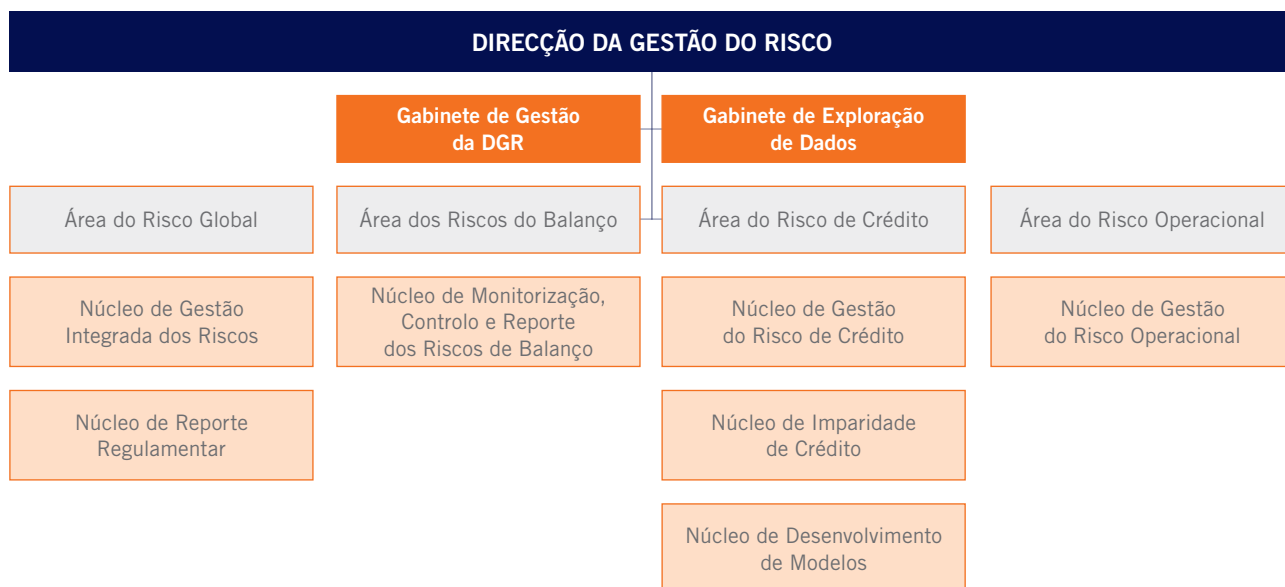 DIRECÇÃO DA GESTÃO DO RISCO
Gabinete de Gestão
da DGR
Gabinete de Exploração
de Dados
Área do Risco Global
Área dos Riscos do Balanço
Área do Risco de Crédito
Área do Risco Operacional
Núcleo de Gestão
Integrada dos Riscos
Núcleo de Monitorização,
Controlo e Reporte
dos Riscos de Balanço
Núcleo de Gestão
do Risco de Crédito
Núcleo de Gestão
do Risco Operacional
Núcleo de Reporte
Regulamentar
Núcleo de Imparidade
de Crédito
Núcleo de Desenvolvimento
de Modelos